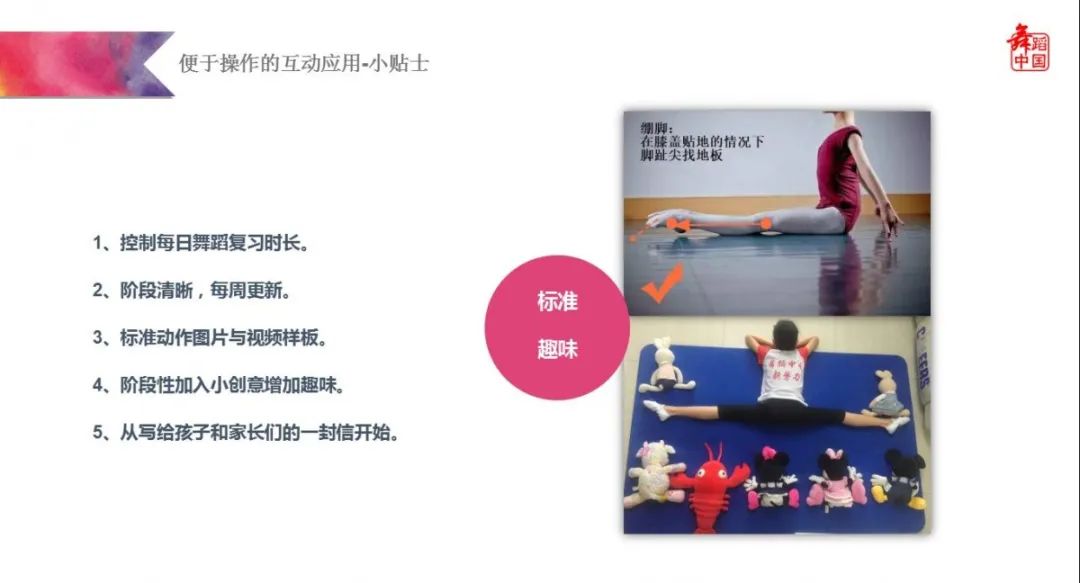 便于操作的互动应用-小贴士
舞蹈
中国
1、控制每日舞蹈复习时长。
2、阶段清晰，每周更新。
3、标准动作图片与视频样板。
4、阶段性加入小创意增加趣味。
5、从写给孩子和家长们的一封信开始。
标准
趣味
绷脚：
在膝盖贴地的情况下
脚趾尖找地板